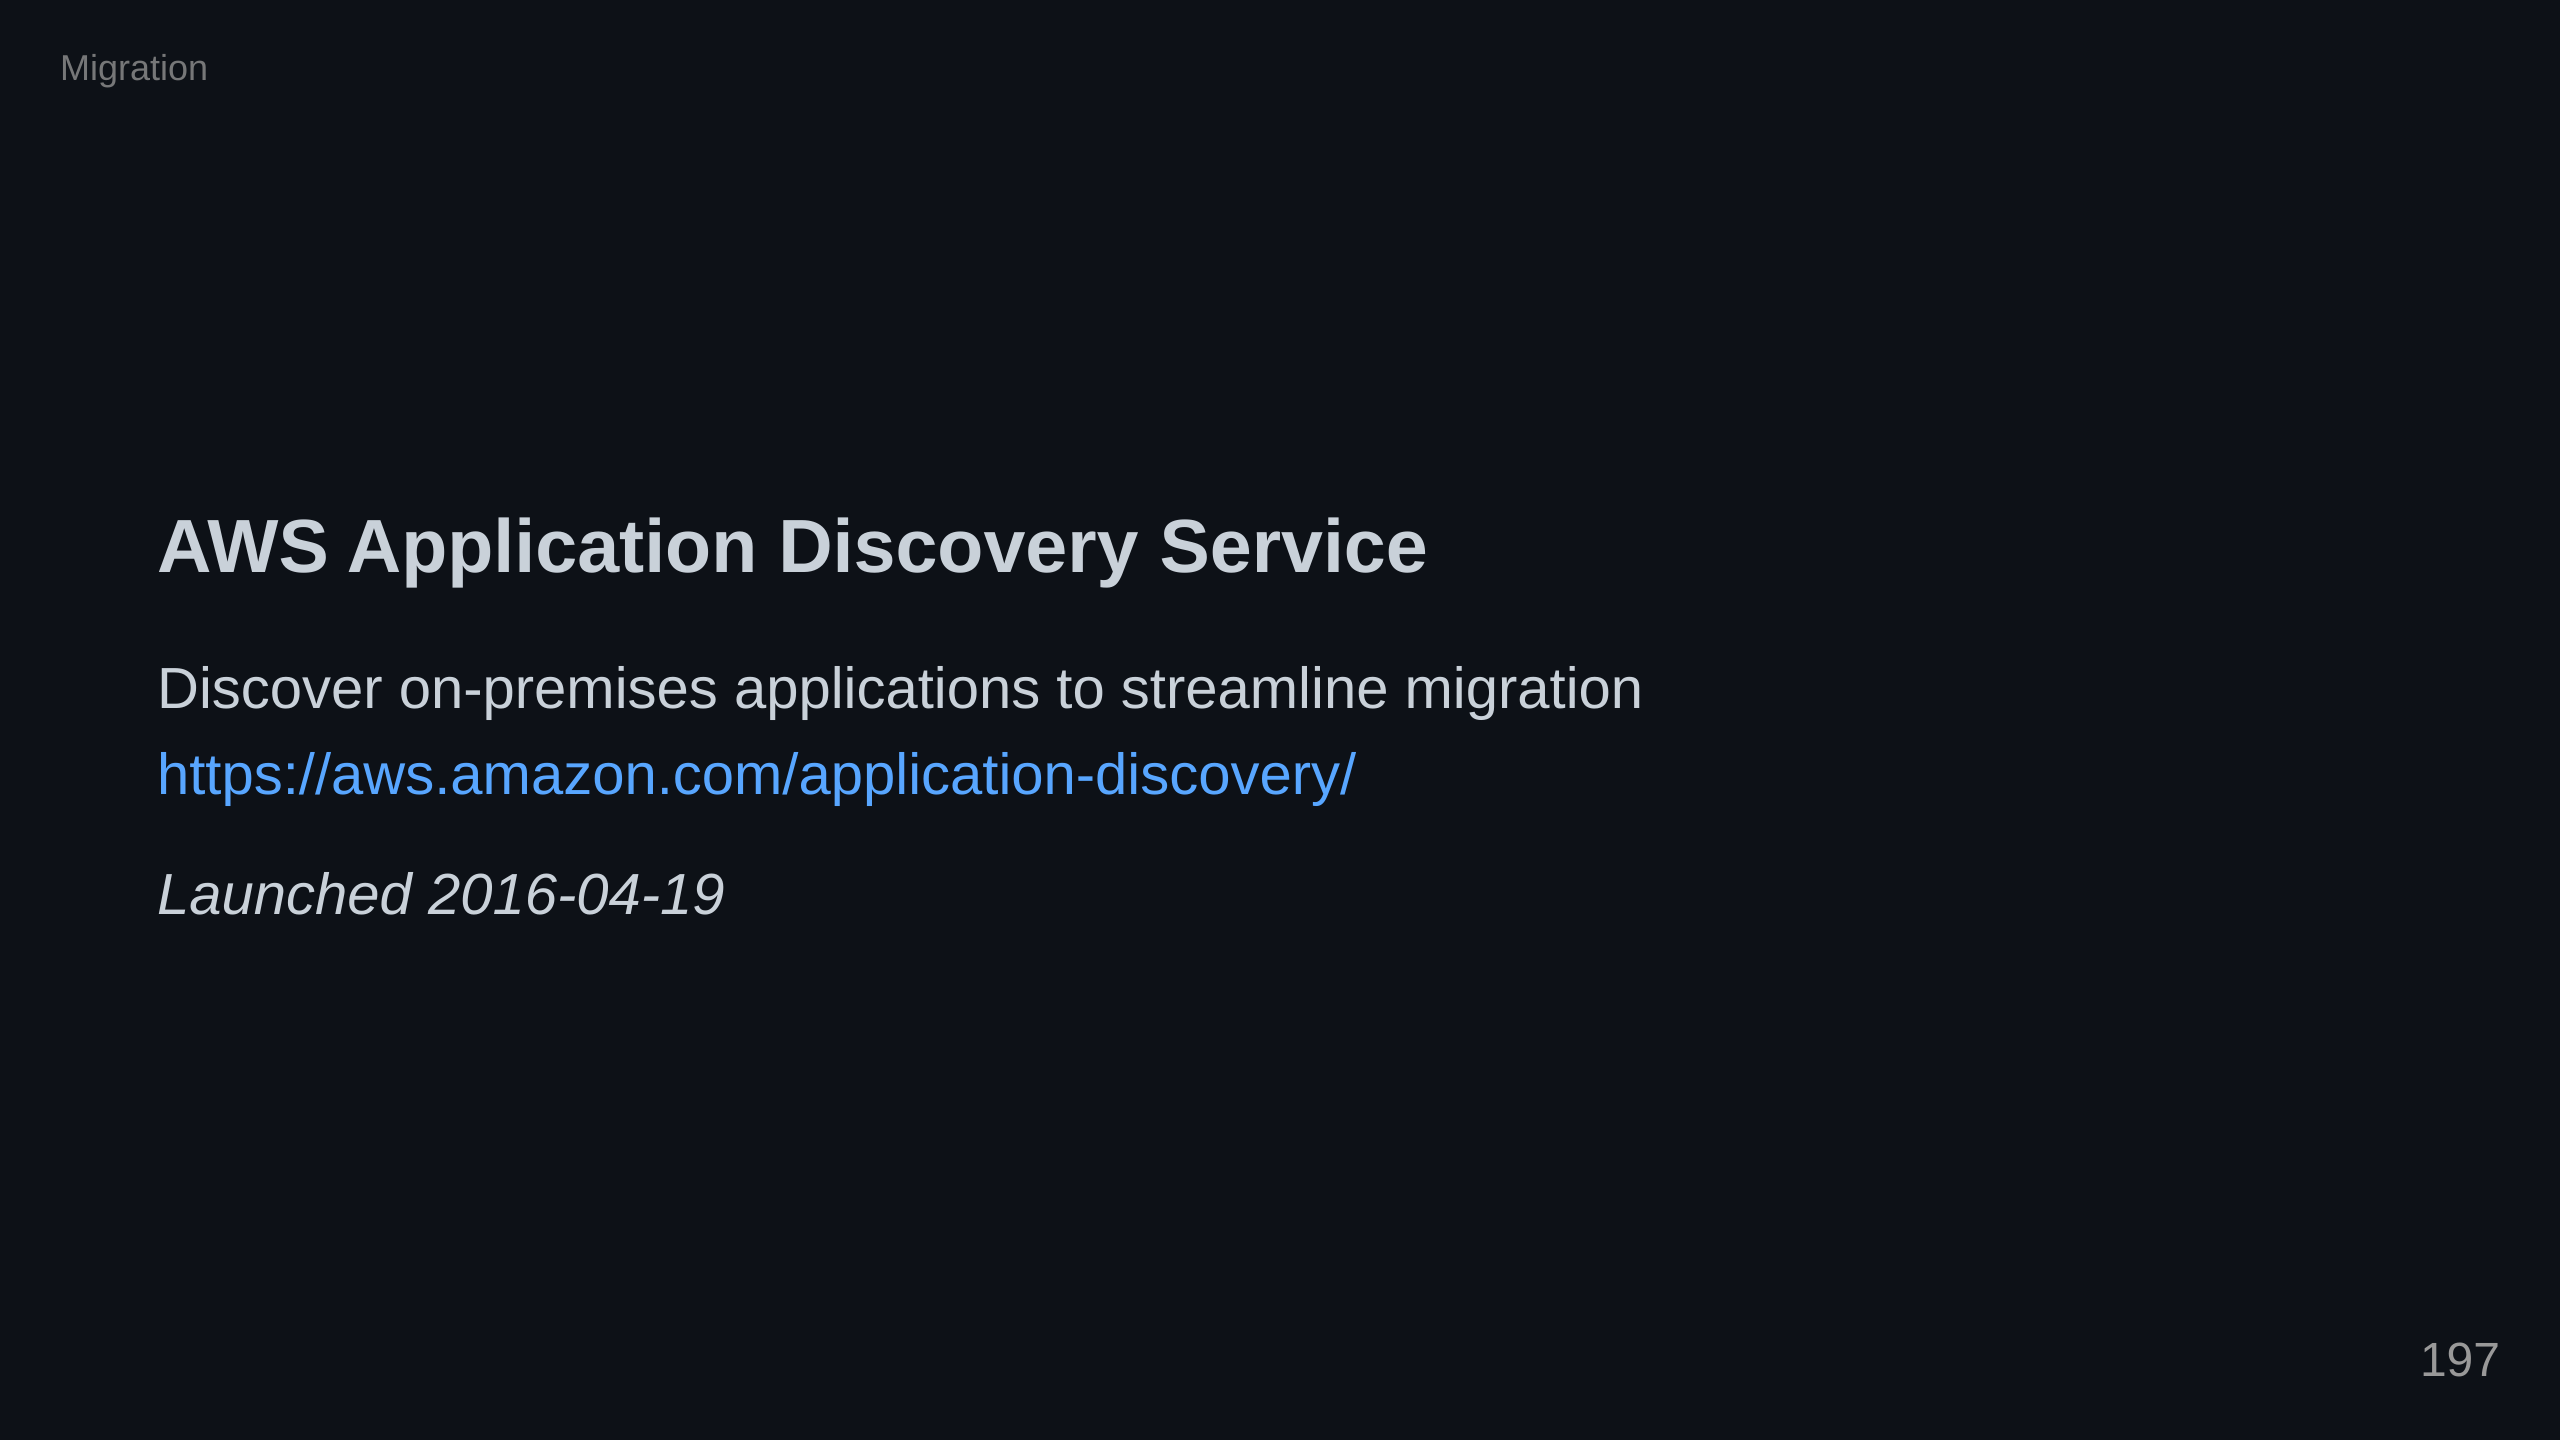 Migration
AWS Application Discovery Service
Discover on-premises applications to streamline migration
https://aws.amazon.com/application-discovery/
Launched 2016-04-19
197